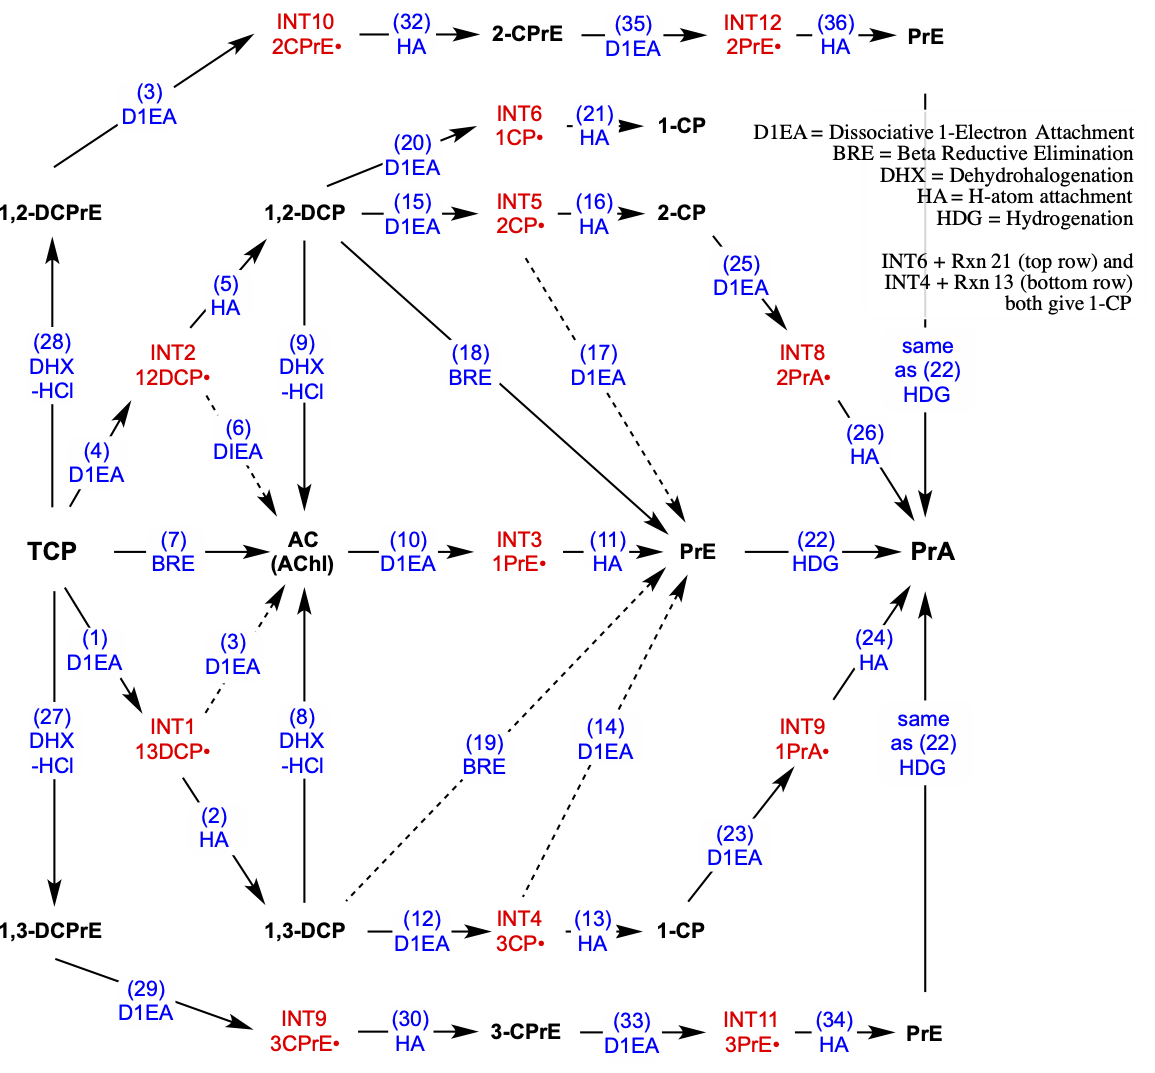 INT10
2CPrE•
(32)
HA
2-CPrE
(35)
D1EA
INT12
2PrE•
(36)
HA
PrE
(3)
D1EA
INT6
1CP•
(21)
HA
1-CP
(20)
D1EA
D1EA = Dissociative 1-Electron Attachment
BRE = Beta Reductive Elimination
DHX = Dehydrohalogenation
HA = H-atom attachment
HDG = Hydrogenation
1,2-DCPrE
1,2-DCP
(15)
D1EA
INT5
2CP•
(16)
HA
2-CP
INT6 + Rxn 21 (top row) and
INT4 + Rxn 13 (bottom row)
both give 1-CP
(25)
D1EA
(5)
HA
(28)
DHX
-HCl
INT2
12DCP•
(9)
DHX
-HCl
(18)
BRE
(17)
D1EA
INT8
2PrA•
same
as (22)
HDG
(4)
D1EA
(6)
DIEA
(26)
HA
TCP
(7)
BRE
AC
(AChl)
(10)
D1EA
INT3
1PrE•
(11)
HA
PrE
(22)
HDG
PrA
(1)
D1EA
(3)
D1EA
(24)
HA
(27)
DHX
-HCl
INT1
13DCP•
(8)
DHX
-HCl
(19)
BRE
(14)
D1EA
INT9
1PrA•
same
as (22)
HDG
(2)
HA
(23)
D1EA
1,3-DCPrE
1,3-DCP
(12)
D1EA
INT4
3CP•
(13)
HA
1-CP
(29)
D1EA
INT9
3CPrE•
(30)
HA
3-CPrE
(33)
D1EA
INT11
3PrE•
(34)
HA
PrE